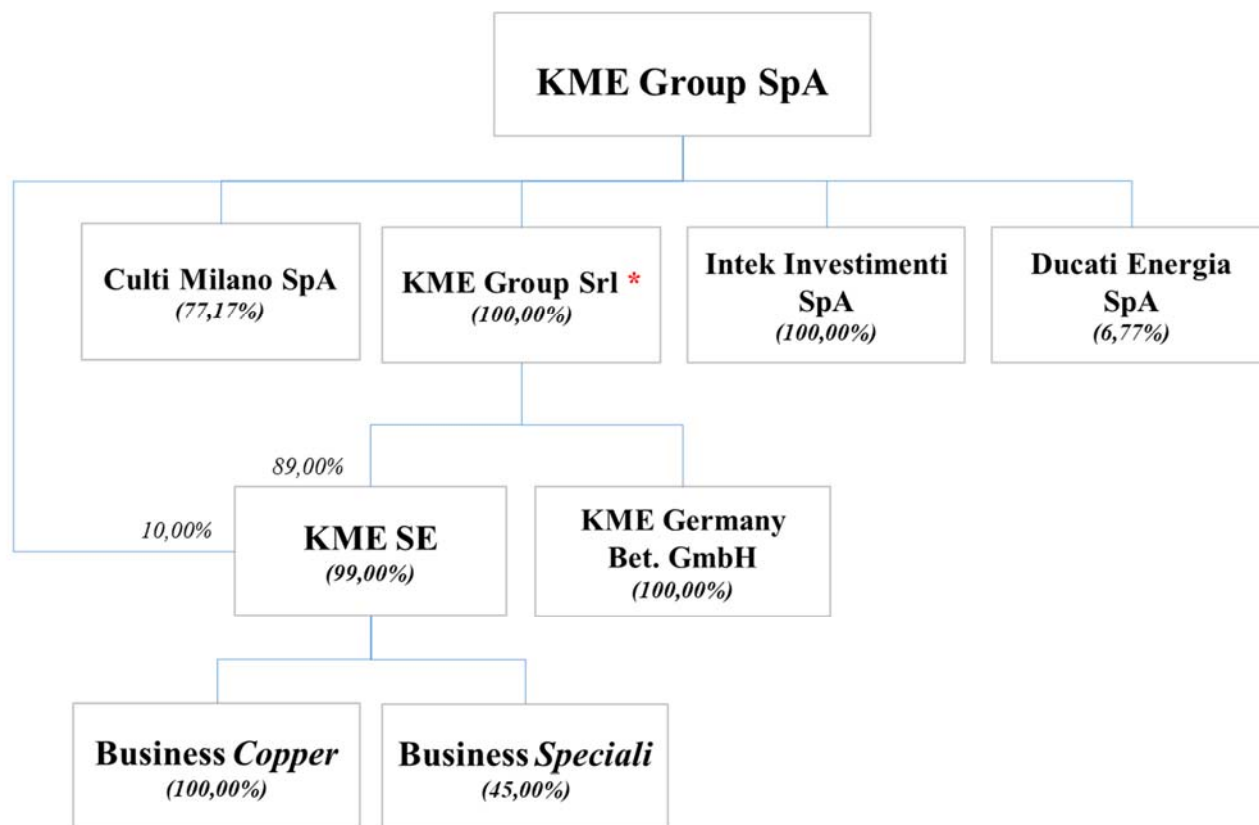 KME Group SpA
Culti Milano SpA
(77,17%)
KME Group Srl *
(100,00%)
Intek Investimenti
SpA
(100,00%)
Ducati Energia
SpA
(6,77%)
89,00%
10,00%
KME SE
(99,00%)
KME Germany
Bet. GmbH
(100,00%)
Business Copper
(100,00%)
Business Speciali
(45,00%)